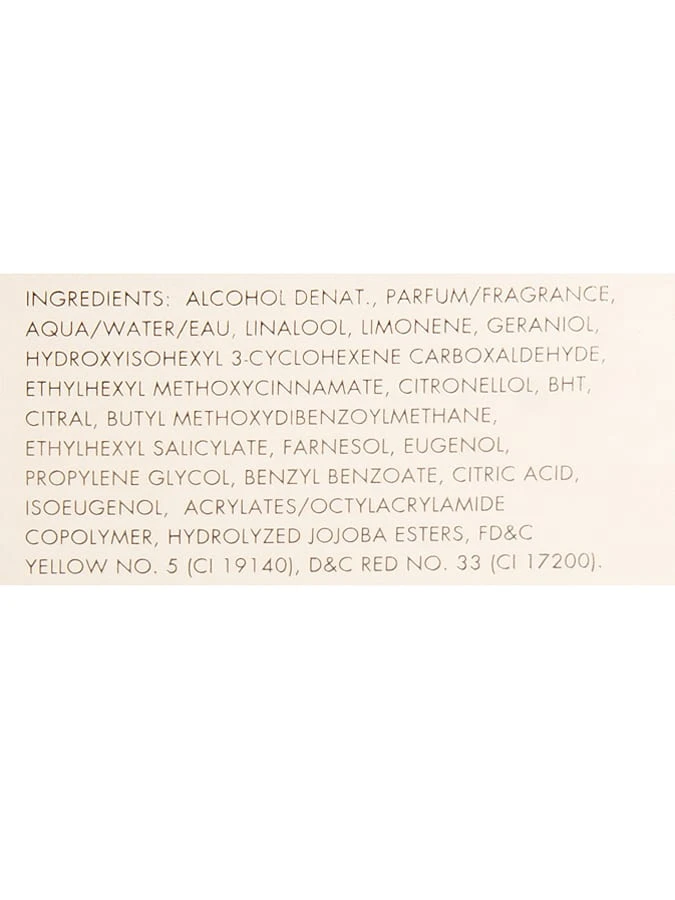 INGREDIENTS: ALCOHOL DENAT., PARFUM/FRAGRANCE,
AQUA/WATER/EAU, LINALOOL, LIMONENE, GERANIOL,
HYDROXYISOHEXYL 3-CYCLOHEXENE CARBOXALDEHYDE,
ETHYLHEXYL METHOXYCINNAMATE, CITRONELLOL, BHT,
CITRAL, BUTYL METHOXYDIBENZOYLMETHANE,
ETHYLHEXYL SALICYLATE, FARNESOL, EUGENOL,
PROPYLENE GLYCOL, BENZYL BENZOATE, CITRIC ACID,
ISOEUGENOL, ACRYLATES/OCTYLACRYLAMIDE
COPOLYMER, HYDROLYZED JOJOBA ESTERS, FD&C
YELLOW NO. 5 (CI 19140), D&C RED NO. 33 (CI 17200).